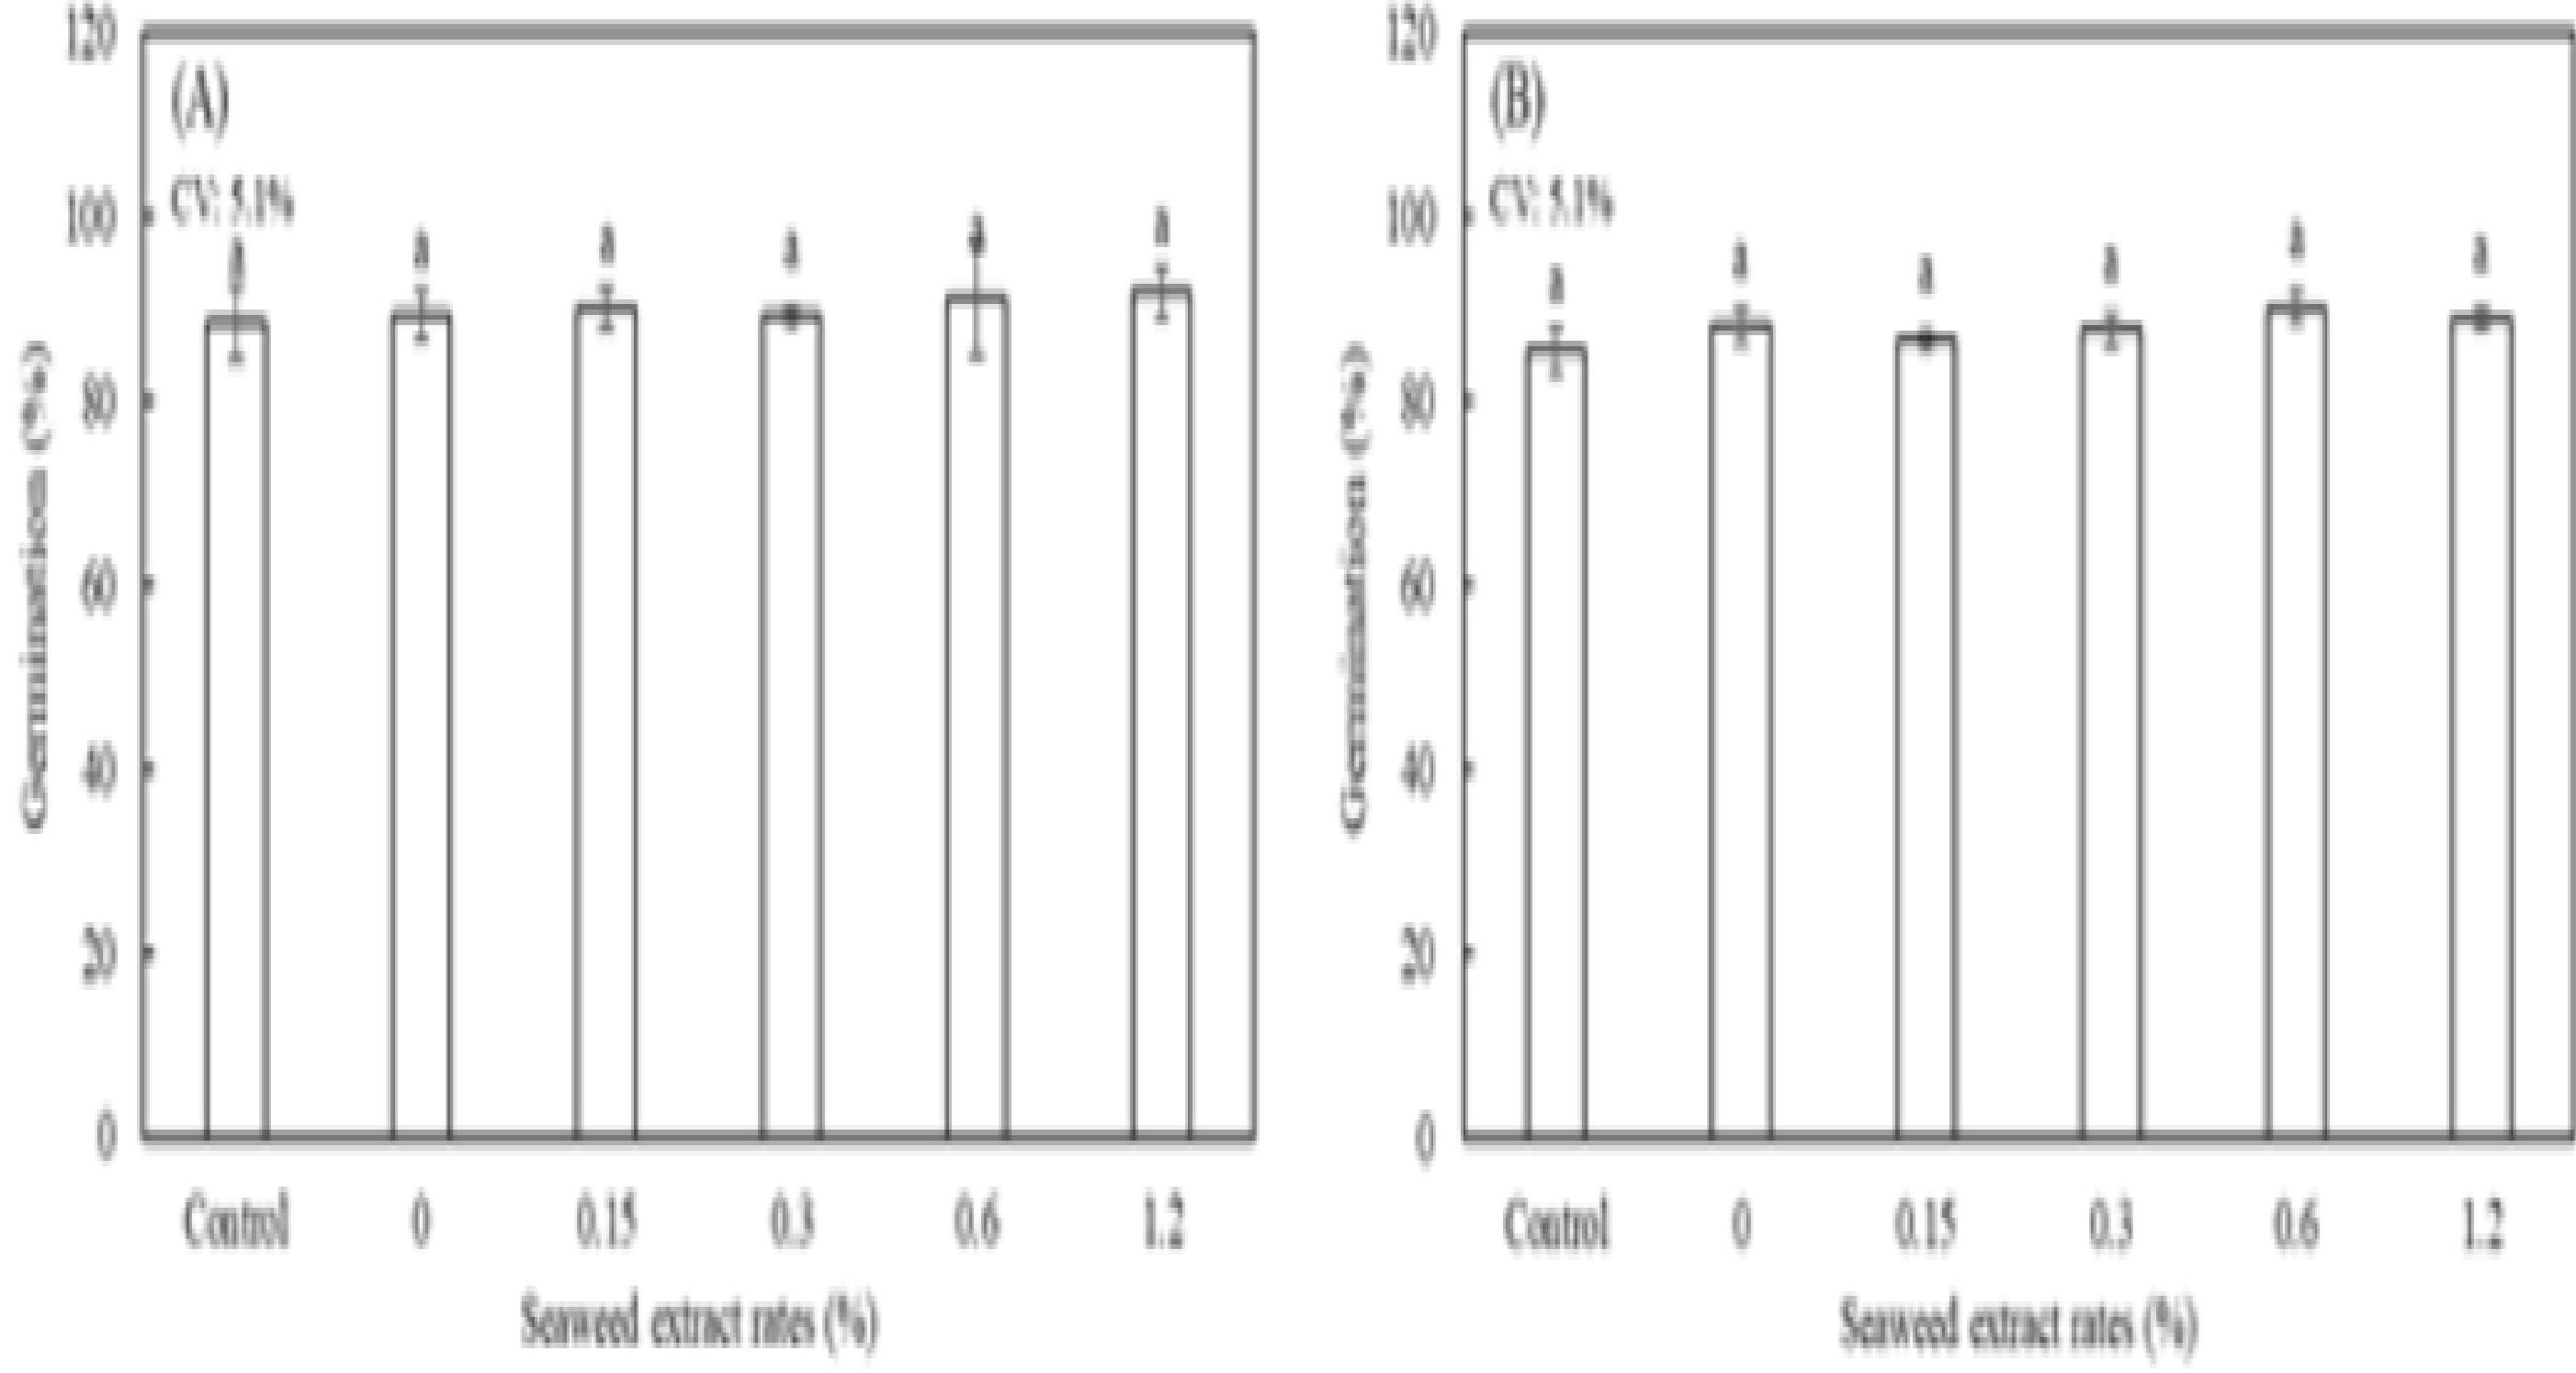 120
(A)
CV: 5.1%
100
a a a a a a
80
60
40
20
0
Germination (%)
Control 0 0.15 0.3 0.6 1.2
Seaweed extract rates (%)
120
(B)
CV: 5.1%
100
a a a a a a
80
60
40
20
0
Germination (%)
Control 0 0.15 0.3 0.6 1.2
Seaweed extract rates (%)